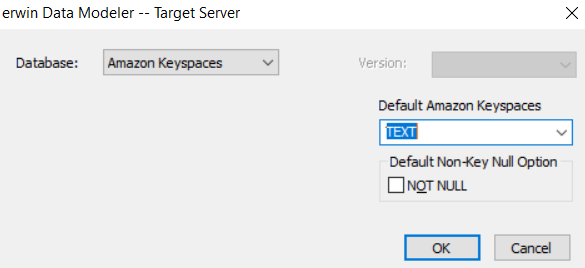 erwin Data Modeler -- Target Server
Database: Amazon Keyspaces Version:
Default Amazon Keyspaces
TEXT
Default Non-Key Null Option
NOT NULL
OK Cancel